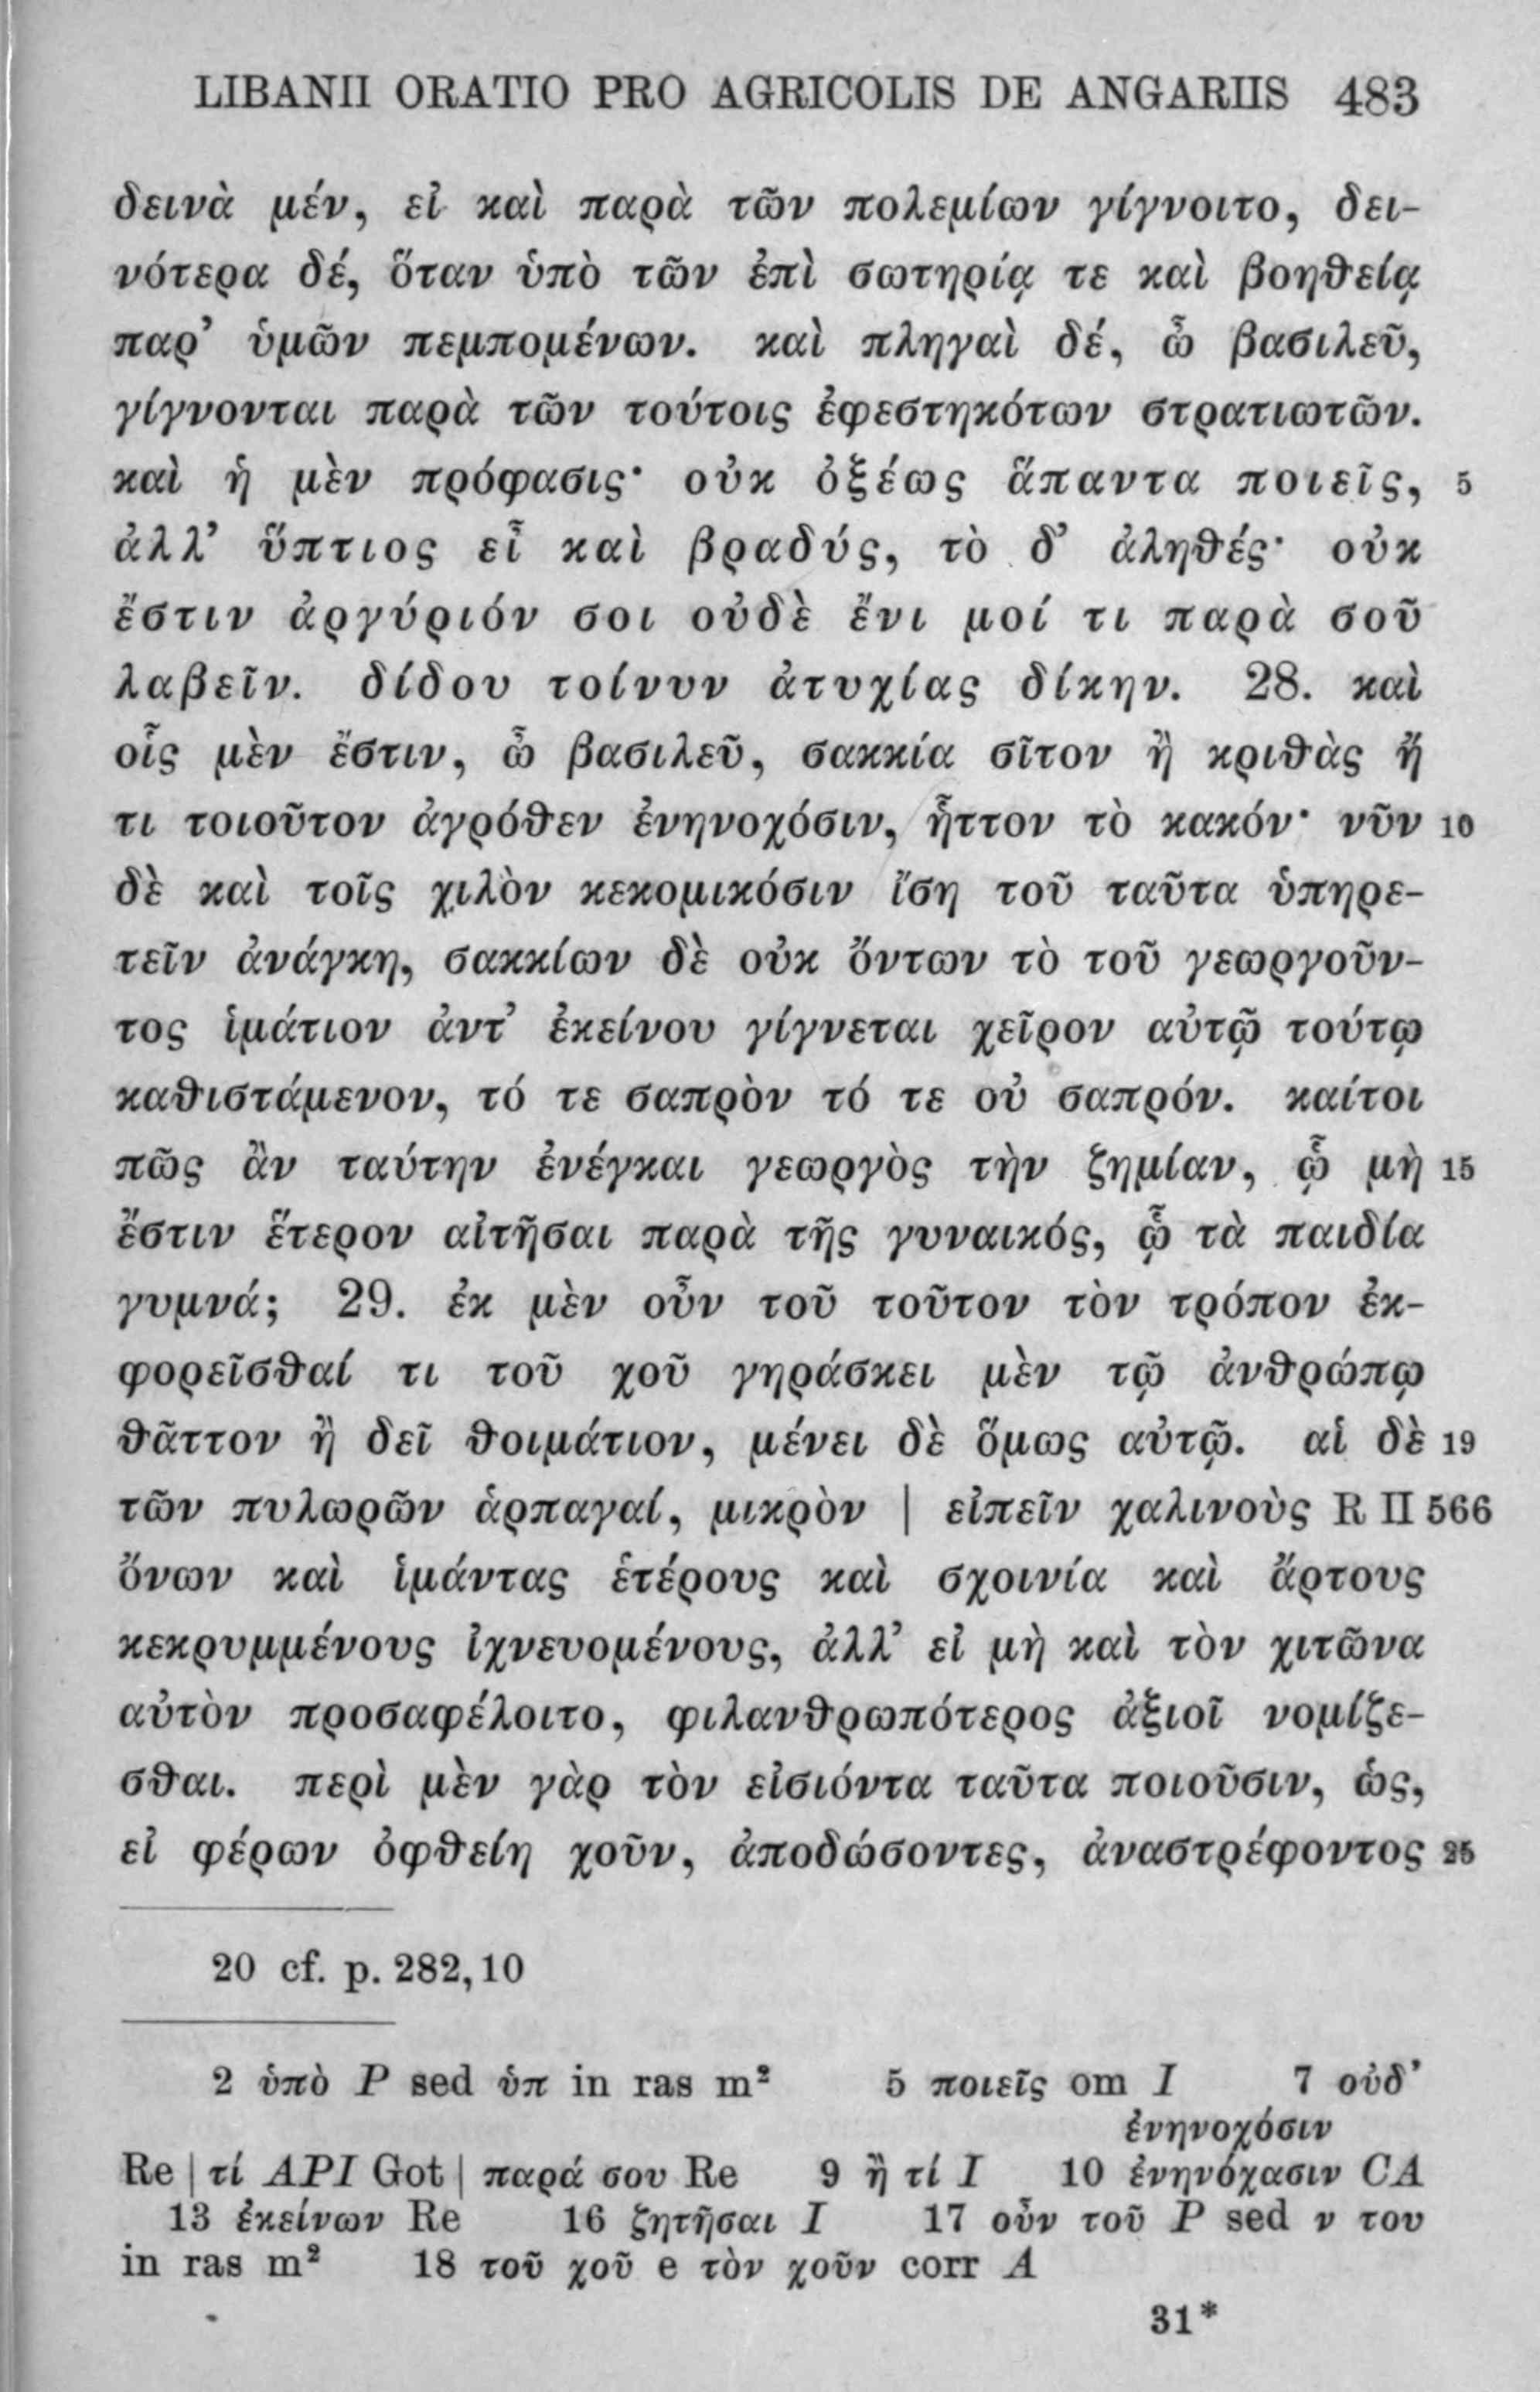 LIBANII ORATIO PRO AGRICOLIS DE ANGARIIS 483
δεινὰ μέν, εἰ καὶ παρὰ τῶν πολεμίων γίγνοιτο, δει-
νότερα δέ, ὅταν ὑπὸ τῶν ἐπὶ σωτηρίᾳ τε καὶ βοηθείᾳ
παρ’ ὑμῶν πεμπομένων. καὶ πληγαὶ δέ, ὦ βασιλεῦ,
γίγνονται παρὰ τῶν τούτοις ἐφεστηκότων στρατιωτῶν.
καὶ ἡ μὲν πρόφασις· οὐκ ὀξέως ἅπαντα ποιεῖς, 5
ἀλλ’ ὕπτιος εἶ καὶ βραδύς, τὸ δ’ ἀληθές· οὐκ
ἔστιν ἀργύριόν σοι οὐδὲ ἔνι μοί τι παρὰ σοῦ
λαβεῖν. δίδου τοίνυν ἀτυχίας δίκην. 28. καὶ
οἷς μὲν ἔστιν, ὦ βασιλεῦ, σακκία σῖτον ἢ κριθὰς ἤ
τι τοιοῦτον ἀγρόθεν ἐνηνοχόσιν, ἧττον τὸ κακόν· νῦν 10
δὲ καὶ τοῖς χιλὸν κεκομικόσιν ἴση τοῦ ταῦτα ὑπηρε-
τεῖν ἀνάγκη, σακκίων δὲ οὐκ ὄντων τὸ τοῦ γεωργοῦν-
τος ἱμάτιον ἀντ’ ἐκείνου γίγνεται χεῖρον αὐτῷ τούτῳ
καθιστάμενον, τό τε σαπρὸν τό τε οὐ σαπρόν. καίτοι
πῶς ἂν ταύτην ἐνέγκαι γεωργὸς τὴν ζημίαν, ᾧ μὴ 15
ἔστιν ἕτερον αἰτῆσαι παρὰ τῆς γυναικός, ᾧ τὰ παιδία
γυμνά; 29. ἐκ μὲν οὖν τοῦ τοῦτον τὸν τρόπον ἐκ-
φορεῖσθαί τι τοῦ χοῦ γηράσκει μὲν τῷ ἀνθρώπῳ
θᾶττον ἢ δεῖ θοιμάτιον, μένει δὲ ὅμως αὐτῷ. αἱ δὲ 19
τῶν πυλωρῶν ἁρπαγαί, μικρὸν | εἰπεῖν χαλινοὺς R II 566
ὄνων καὶ ἱμάντας ἑτέρους καὶ σχοινία καὶ ἄρτους
κεκρυμμένους ἰχνευομένους, ἀλλ’ εἰ μὴ καὶ τὸν χιτῶνα
αὐτὸν προσαφέλοιτο, φιλανθρωπότερος ἀξιοῖ νομίζε-
σθαι. περὶ μὲν γὰρ τὸν εἰσιόντα ταῦτα ποιοῦσιν, ὡς,
εἰ φέρων ὀφθείη χοῦν, ἀποδώσοντες, ἀναστρέφοντος 25
20 cf. p. 282,10
2 ὑπὸ P sed ὑπ in ras m² 5 ποιεῖς om I 7 οὐδ’
ἐνηνοχόσιν
Re | τί API Got | παρά σου Re 9 ἢ τί I 10 ἐνηνόχασιν CA
13 ἐκείνων Re 16 ζητῆσαι I 17 οὖν τοῦ P sed ν του
in ras m² 18 τοῦ χοῦ e τὸν χοῦν corr A
31*